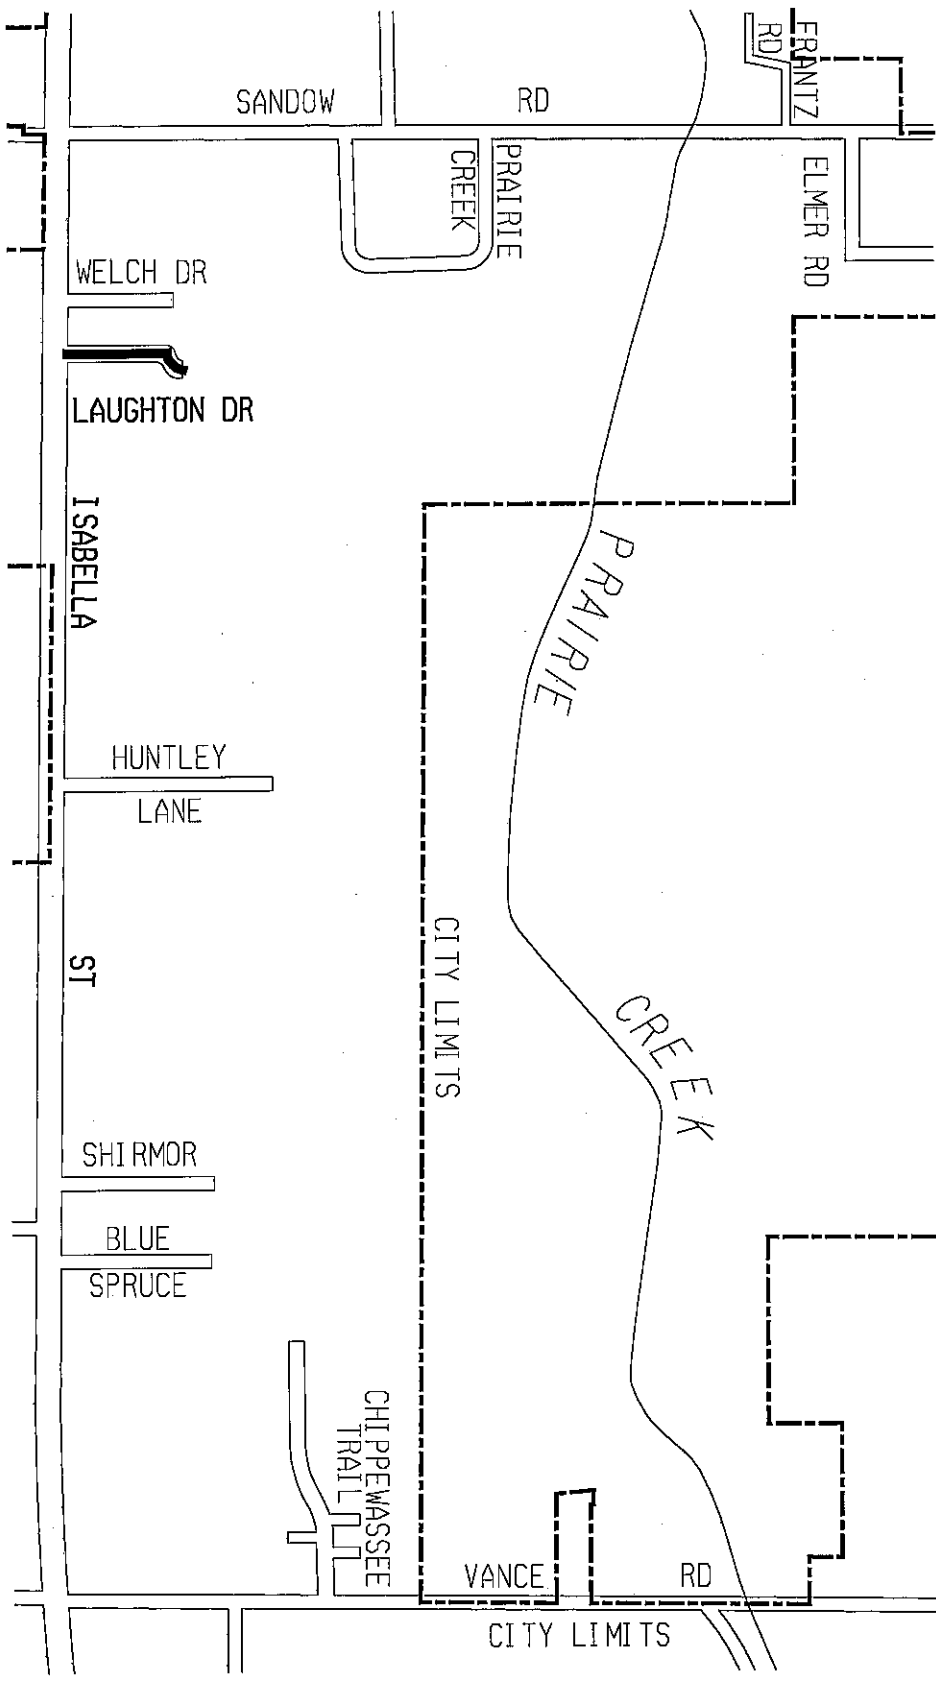 FRANTZ
RD
SANDOW RD
PRAIRIE
CREEK
ELMER RD
WELCH DR
LAUGHTON DR
ISABELLA ST
PRAIRIE CREEK
HUNTLEY
LANE
CITY LIMITS
SHIRMOR
BLUE
SPRUCE
CHIPPEWASSEE
TRAIL
VANCE RD
CITY LIMITS